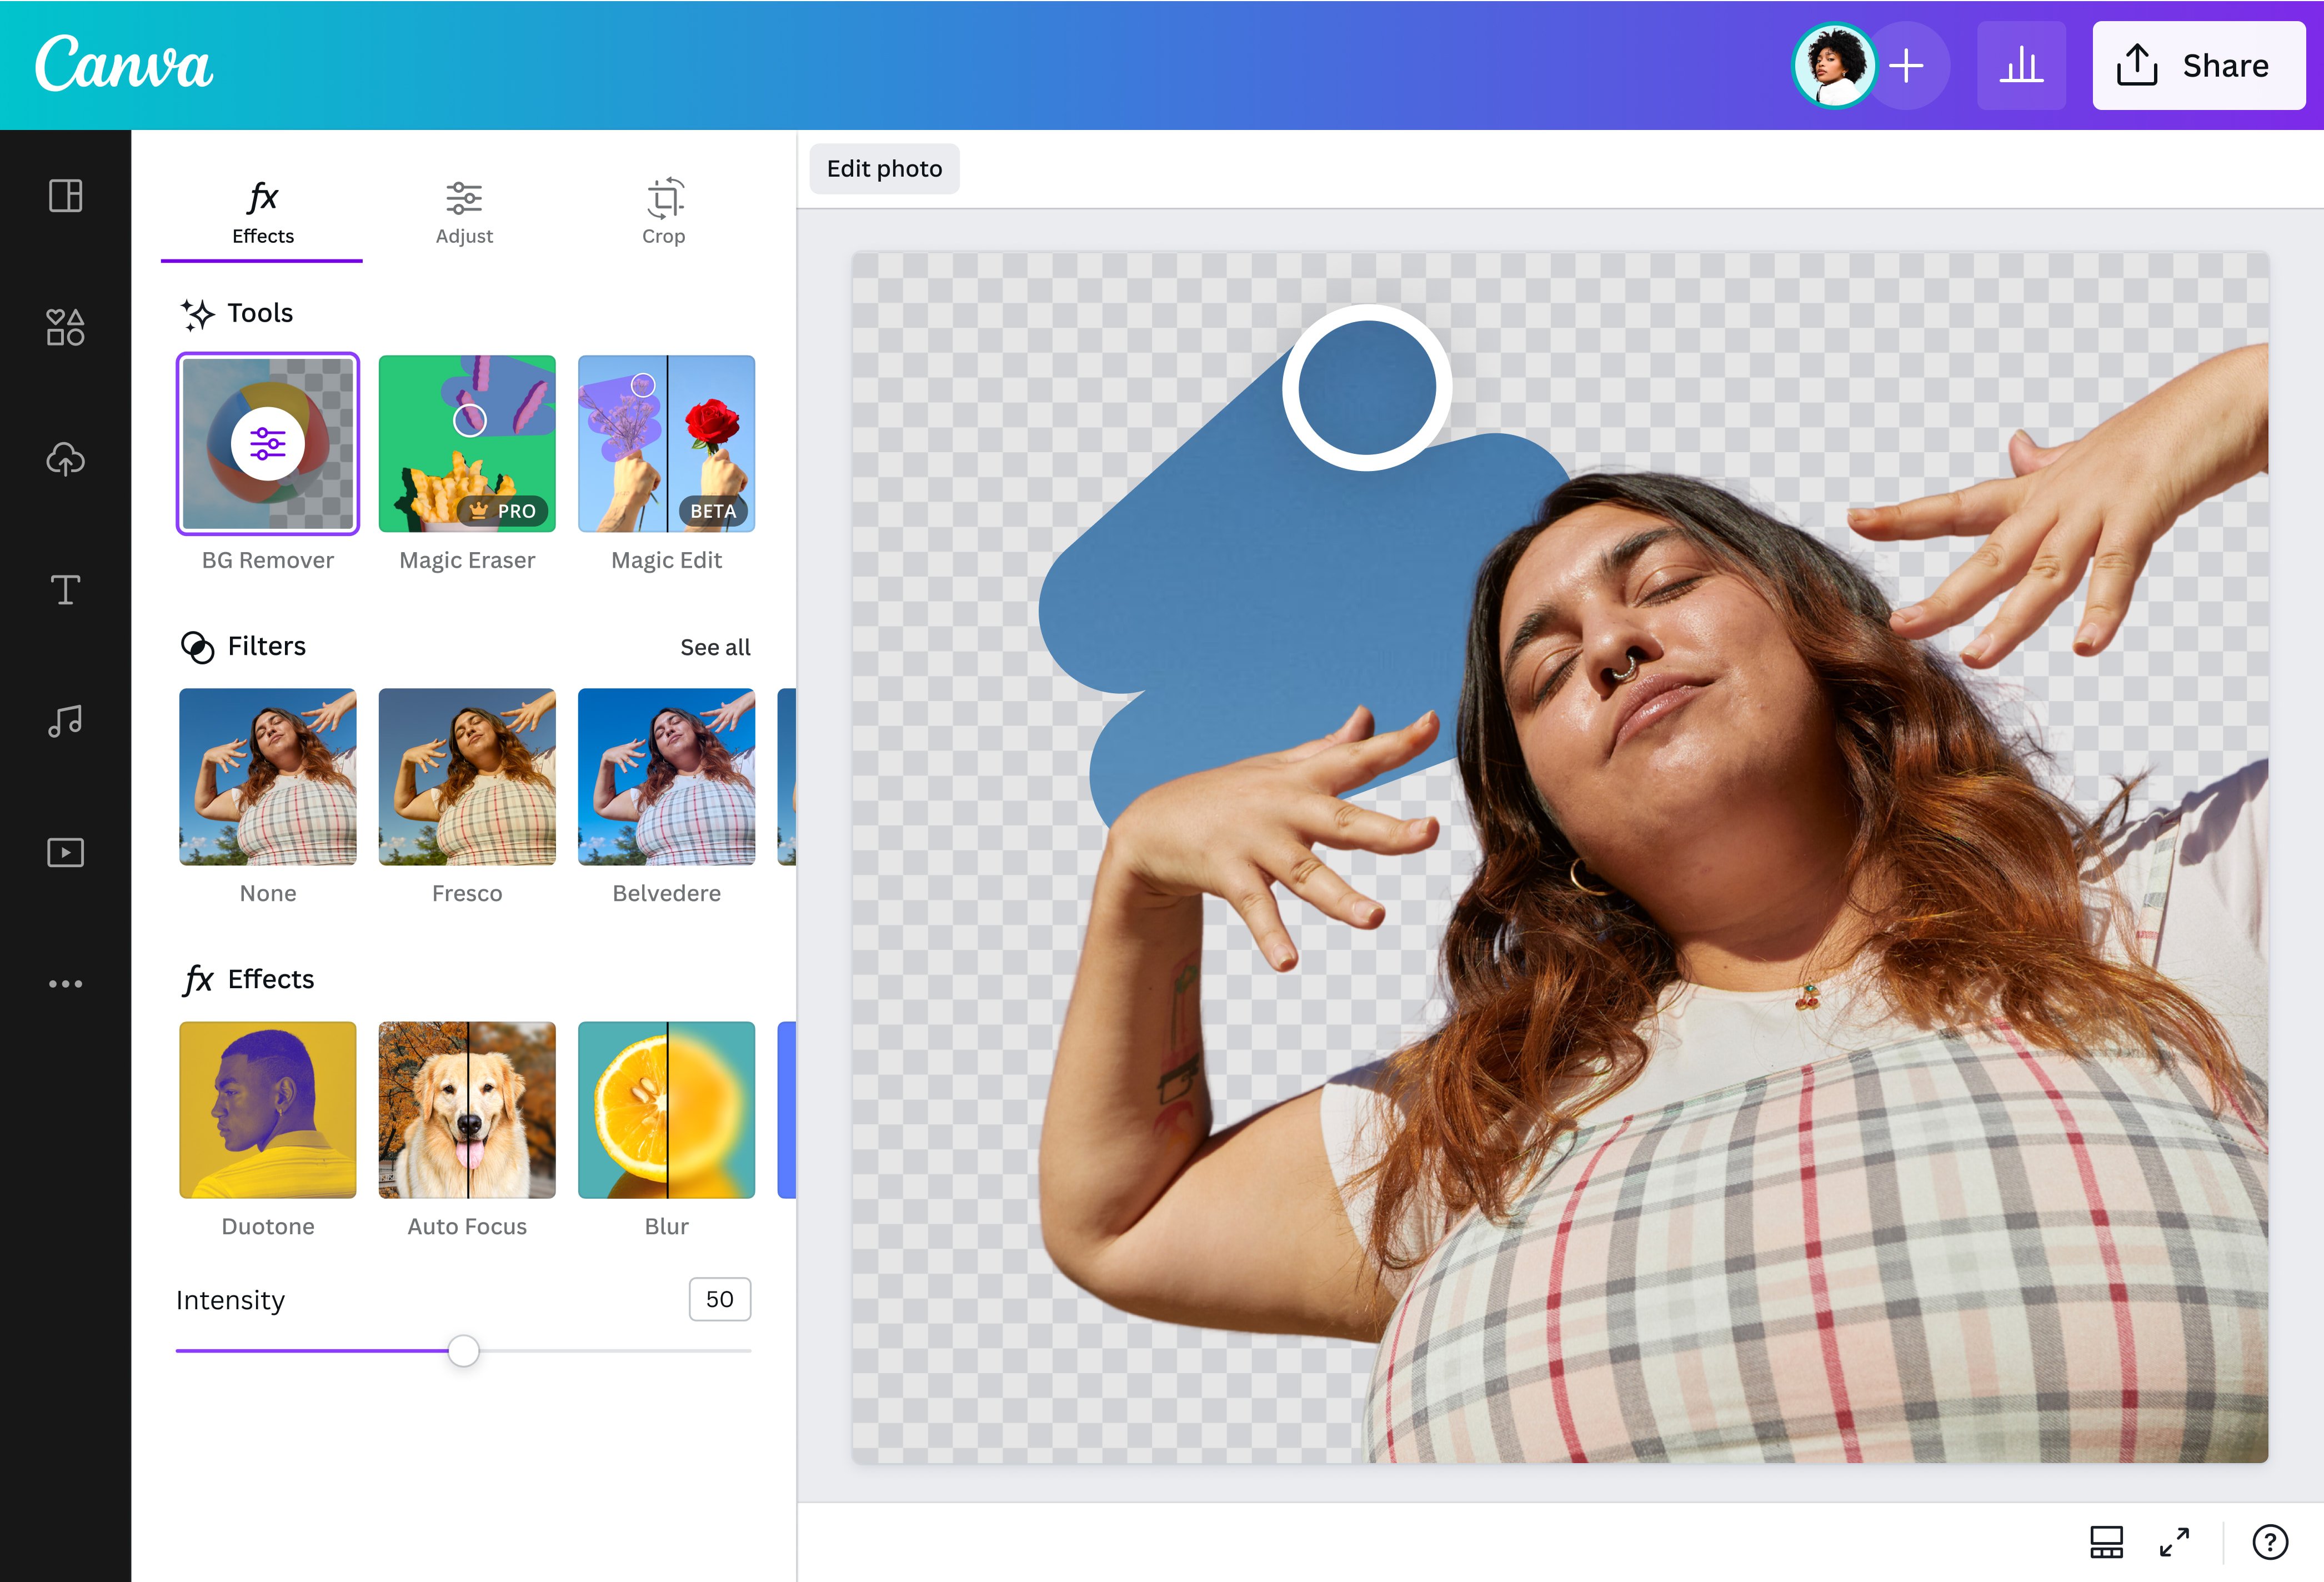 Canva
Share
Edit photo
fx
Effects
Adjust
Crop
Tools
PRO
BETA
BG Remover
Magic Eraser
Magic Edit
Filters
See all
None
Fresco
Belvedere
fx Effects
Duotone
Auto Focus
Blur
Intensity
50
?